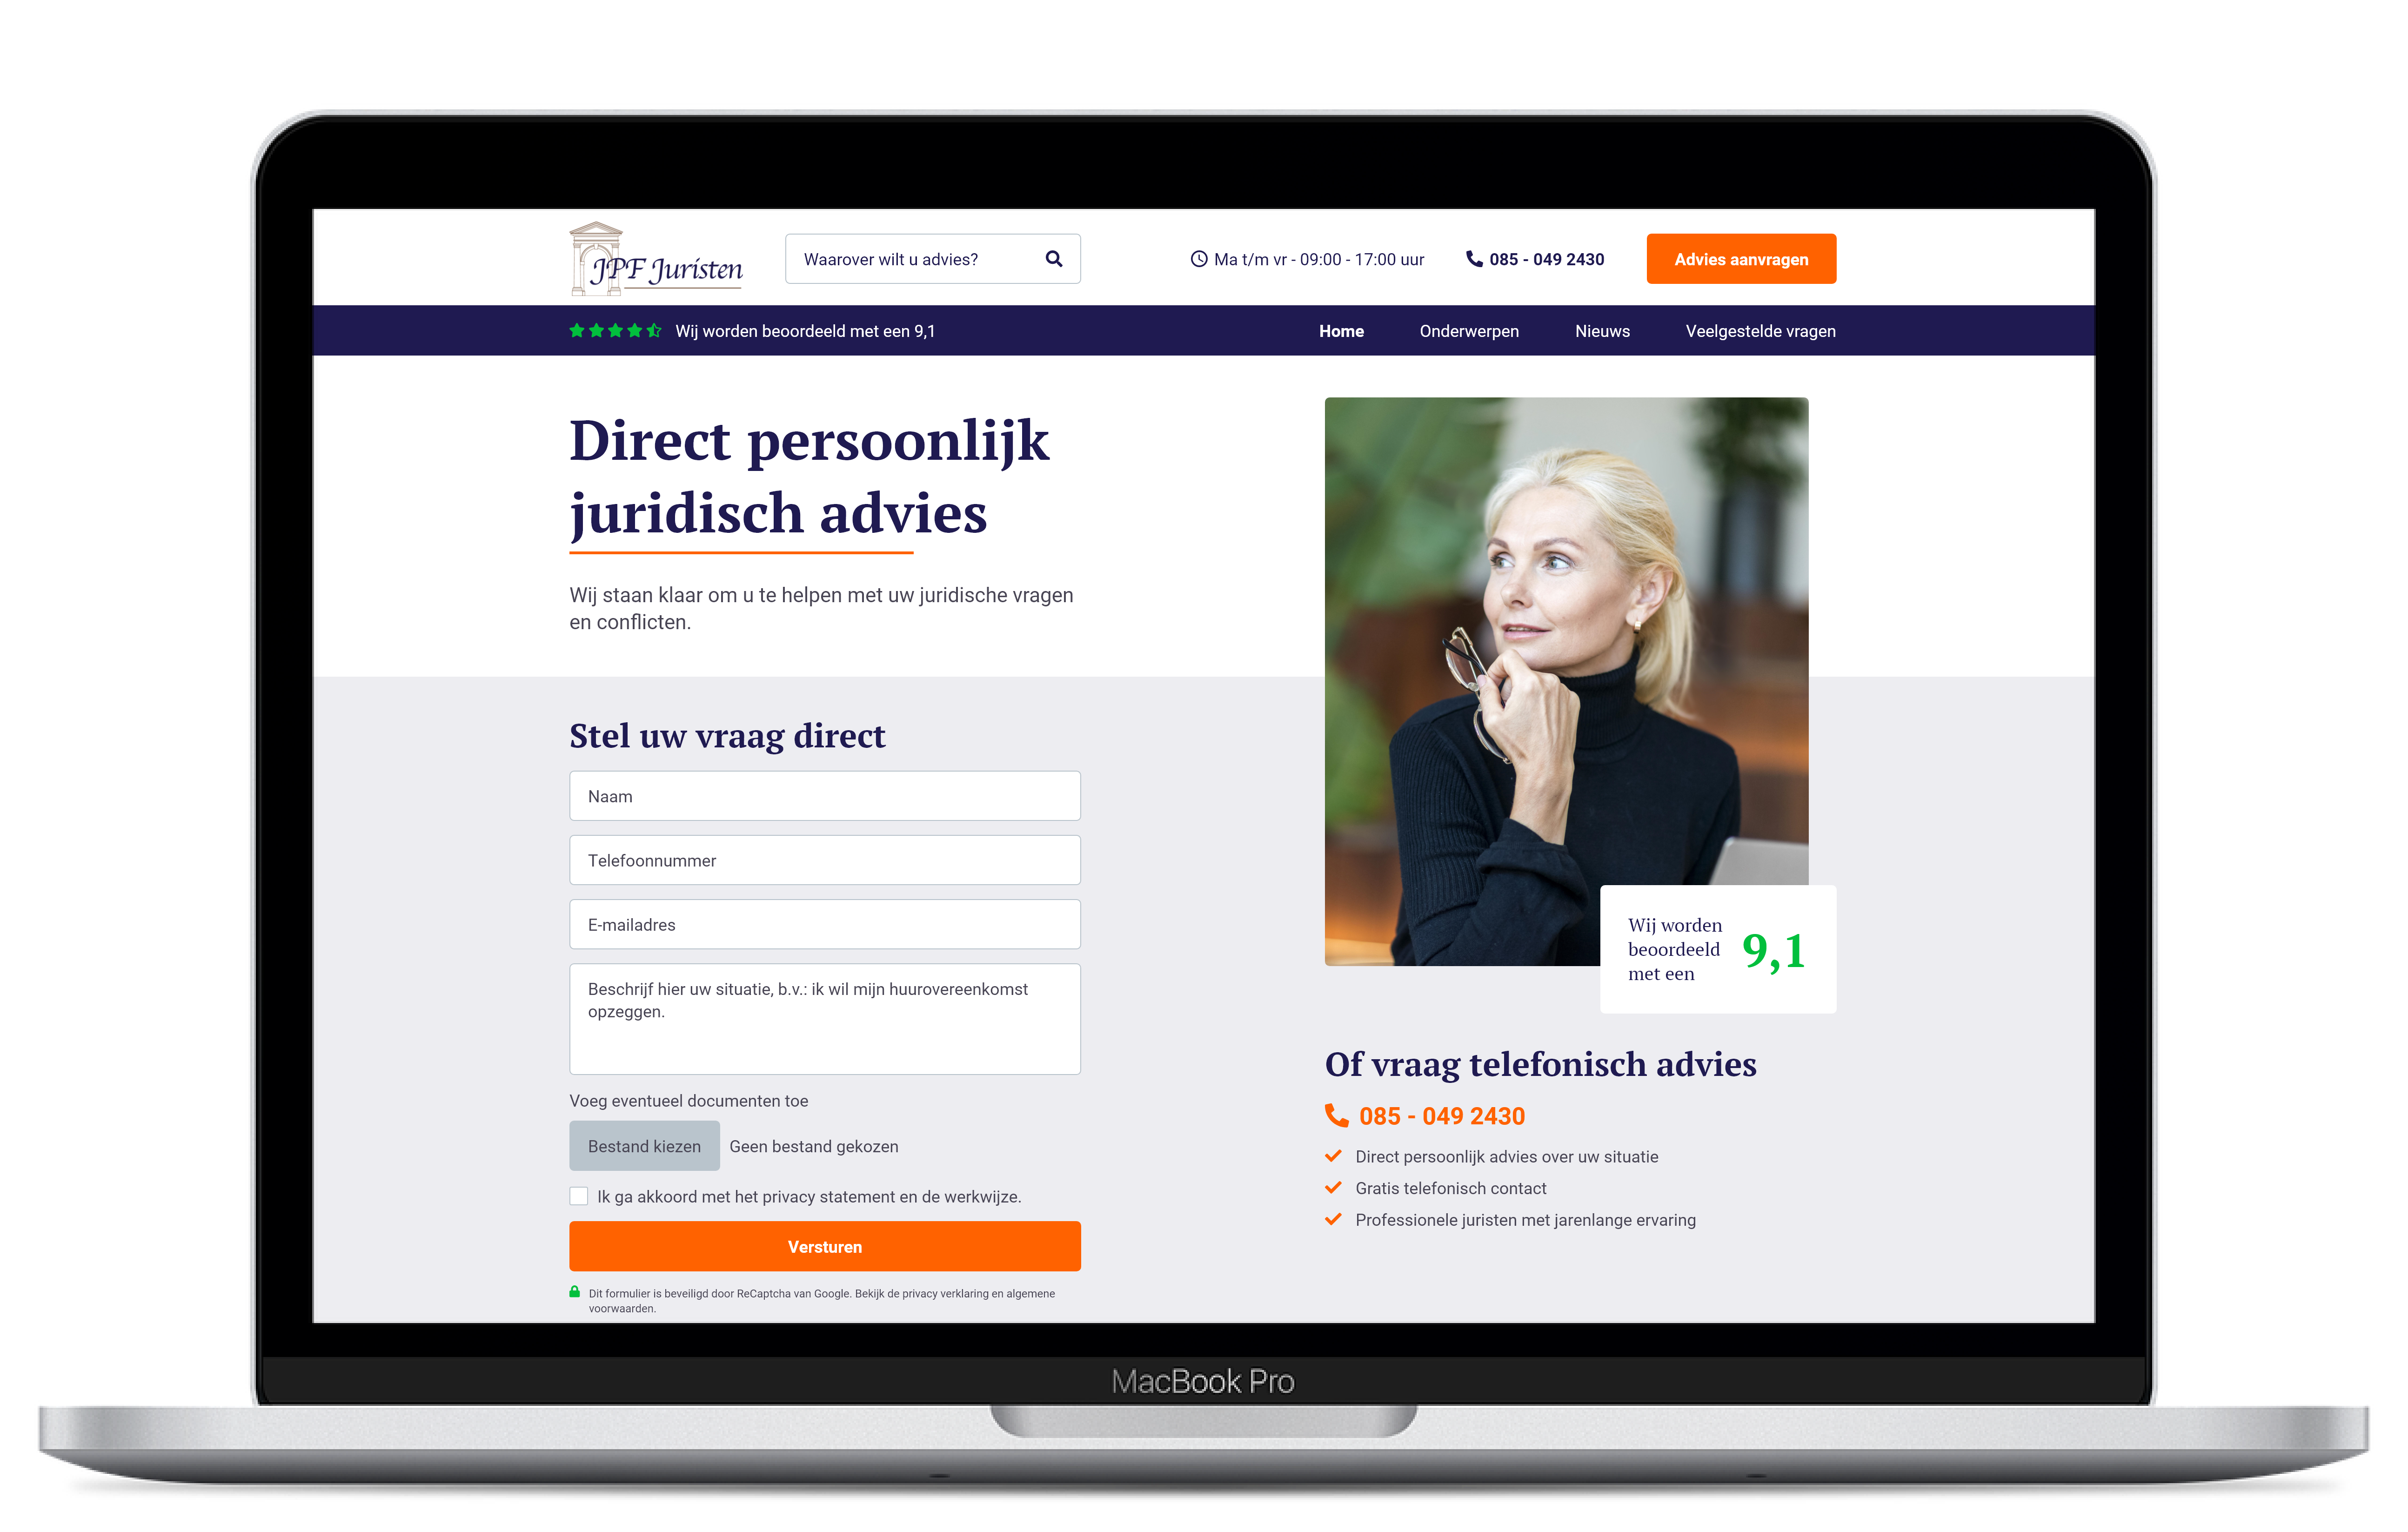 JPF Juristen
Waarover wilt u advies?
Ma t/m vr - 09:00 - 17:00 uur
085 - 049 2430
Advies aanvragen
Wij worden beoordeeld met een 9,1
Home
Onderwerpen
Nieuws
Veelgestelde vragen
Direct persoonlijk
juridisch advies
Wij staan klaar om u te helpen met uw juridische vragen
en conflicten.
Stel uw vraag direct
Naam
Telefoonnummer
E-mailadres
Beschrijf hier uw situatie, b.v.: ik wil mijn huurovereenkomst
opzeggen.
Voeg eventueel documenten toe
Bestand kiezen
Geen bestand gekozen
Ik ga akkoord met het privacy statement en de werkwijze.
Versturen
Dit formulier is beveiligd door ReCaptcha van Google. Bekijk de privacy verklaring en algemene
voorwaarden.
Wij worden
beoordeeld
met een
9,1
Of vraag telefonisch advies
085 - 049 2430
Direct persoonlijk advies over uw situatie
Gratis telefonisch contact
Professionele juristen met jarenlange ervaring
MacBook Pro